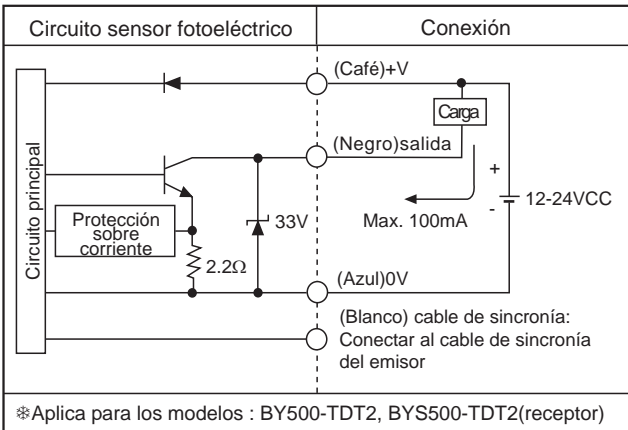 Circuito sensor fotoeléctrico
Conexión
(Café)+V
Carga
(Negro)salida
Circuito principal
+
-
12-24VCC
Max. 100mA
33V
Protección
sobre
corriente
2.2Ω
(Azul)0V
(Blanco) cable de sincronía:
Conectar al cable de sincronía
del emisor
❉Aplica para los modelos : BY500-TDT2, BYS500-TDT2(receptor)